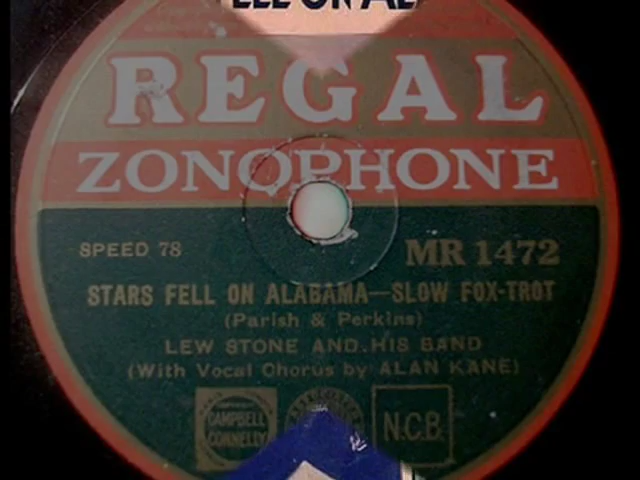 REGAL
ZONOPHONE
SPEED 78
MR 1472
STARS FELL ON ALABAMA—SLOW FOX-TROT
(Parish & Perkins)
LEW STONE AND HIS BAND
(With Vocal Chorus by ALAN KANE)
CAMPBELL
CONNELLY
N.C.B.